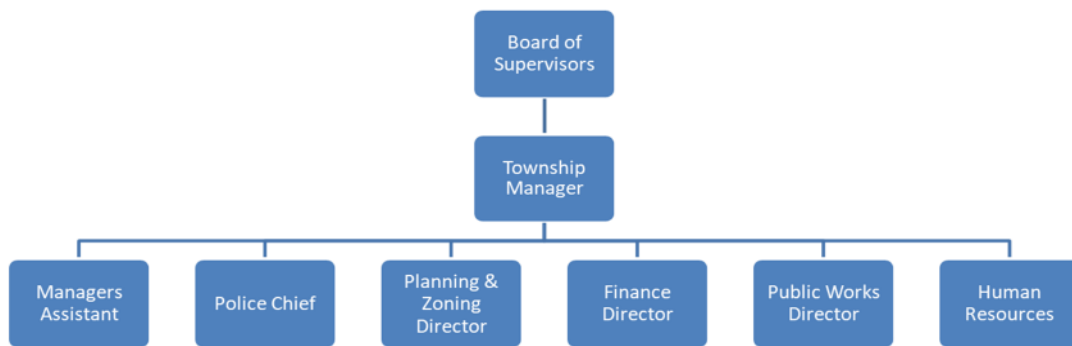 Board of
Supervisors
Township
Manager
Managers
Assistant
Police Chief
Planning &
Zoning
Director
Finance
Director
Public Works
Director
Human
Resources